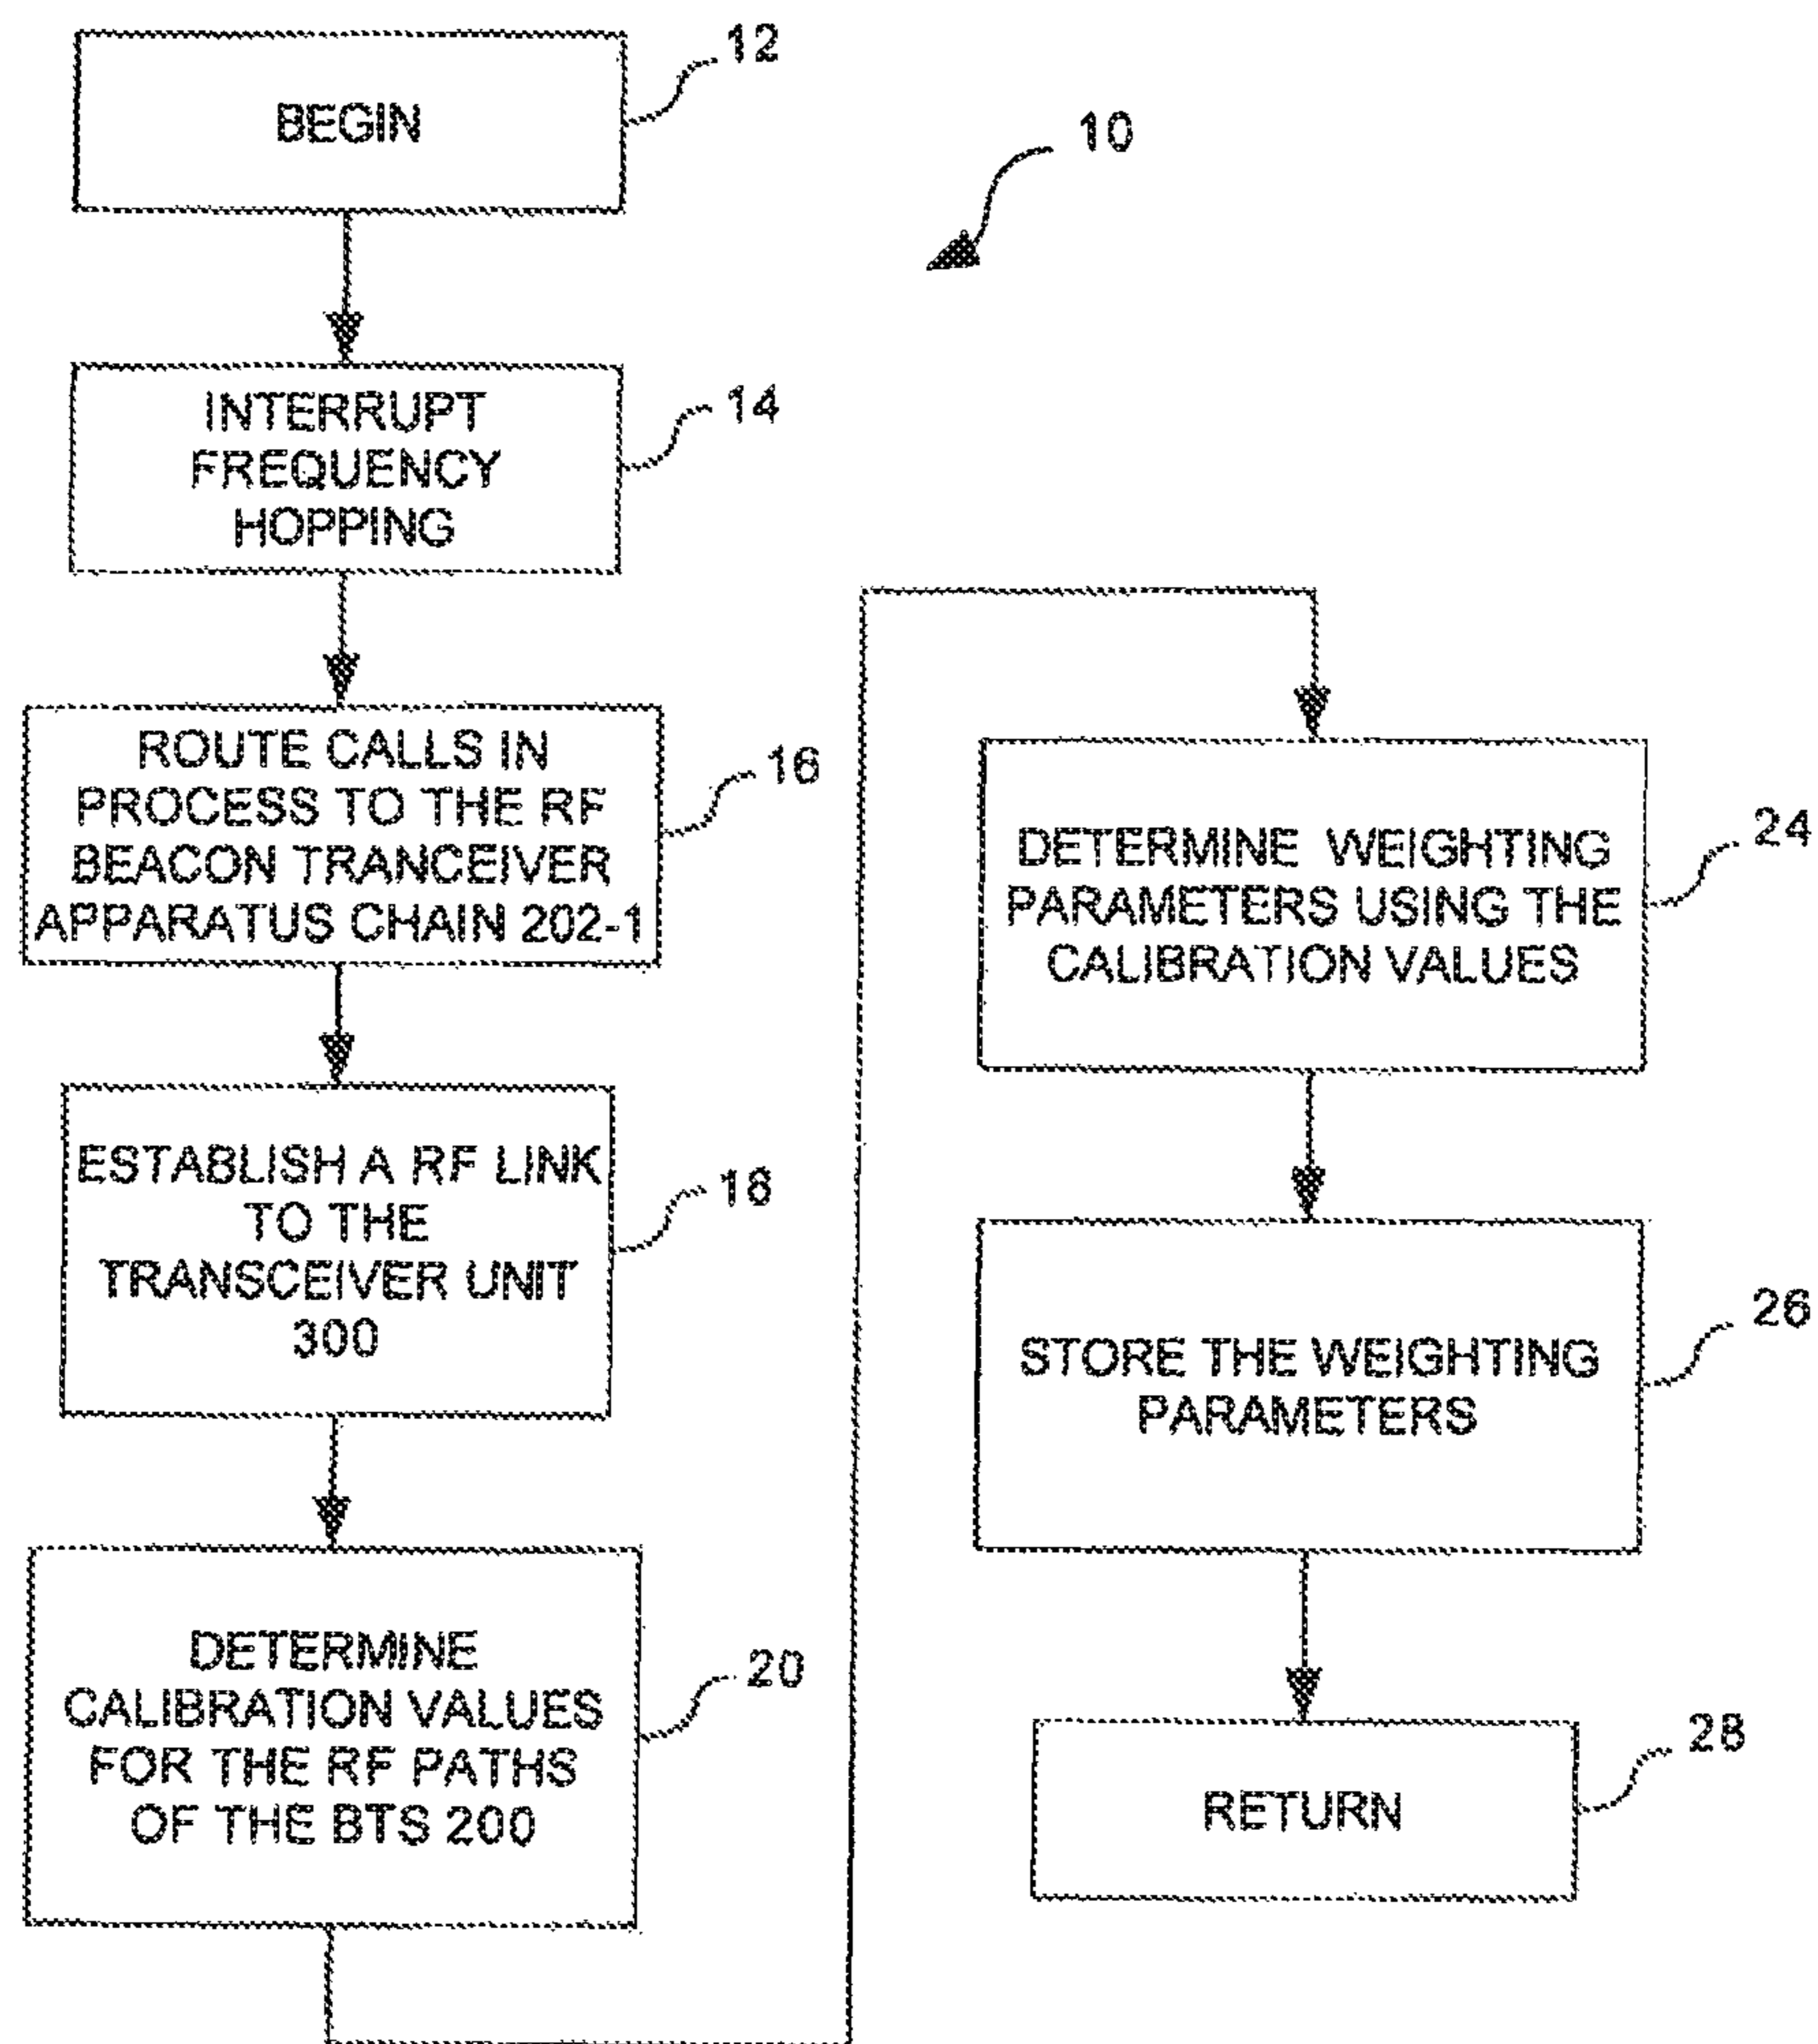 BEGIN
12
10
INTERRUPT
FREQUENCY
HOPPING
14
ROUTE CALLS IN
PROCESS TO THE RF
BEACON TRANCEIVER
APPARATUS CHAIN 202-1
16
ESTABLISH A RF LINK
TO THE
TRANSCEIVER UNIT
300
18
DETERMINE
CALIBRATION VALUES
FOR THE RF PATHS
OF THE BTS 200
20
DETERMINE WEIGHTING
PARAMETERS USING THE
CALIBRATION VALUES
24
STORE THE WEIGHTING
PARAMETERS
26
RETURN
28